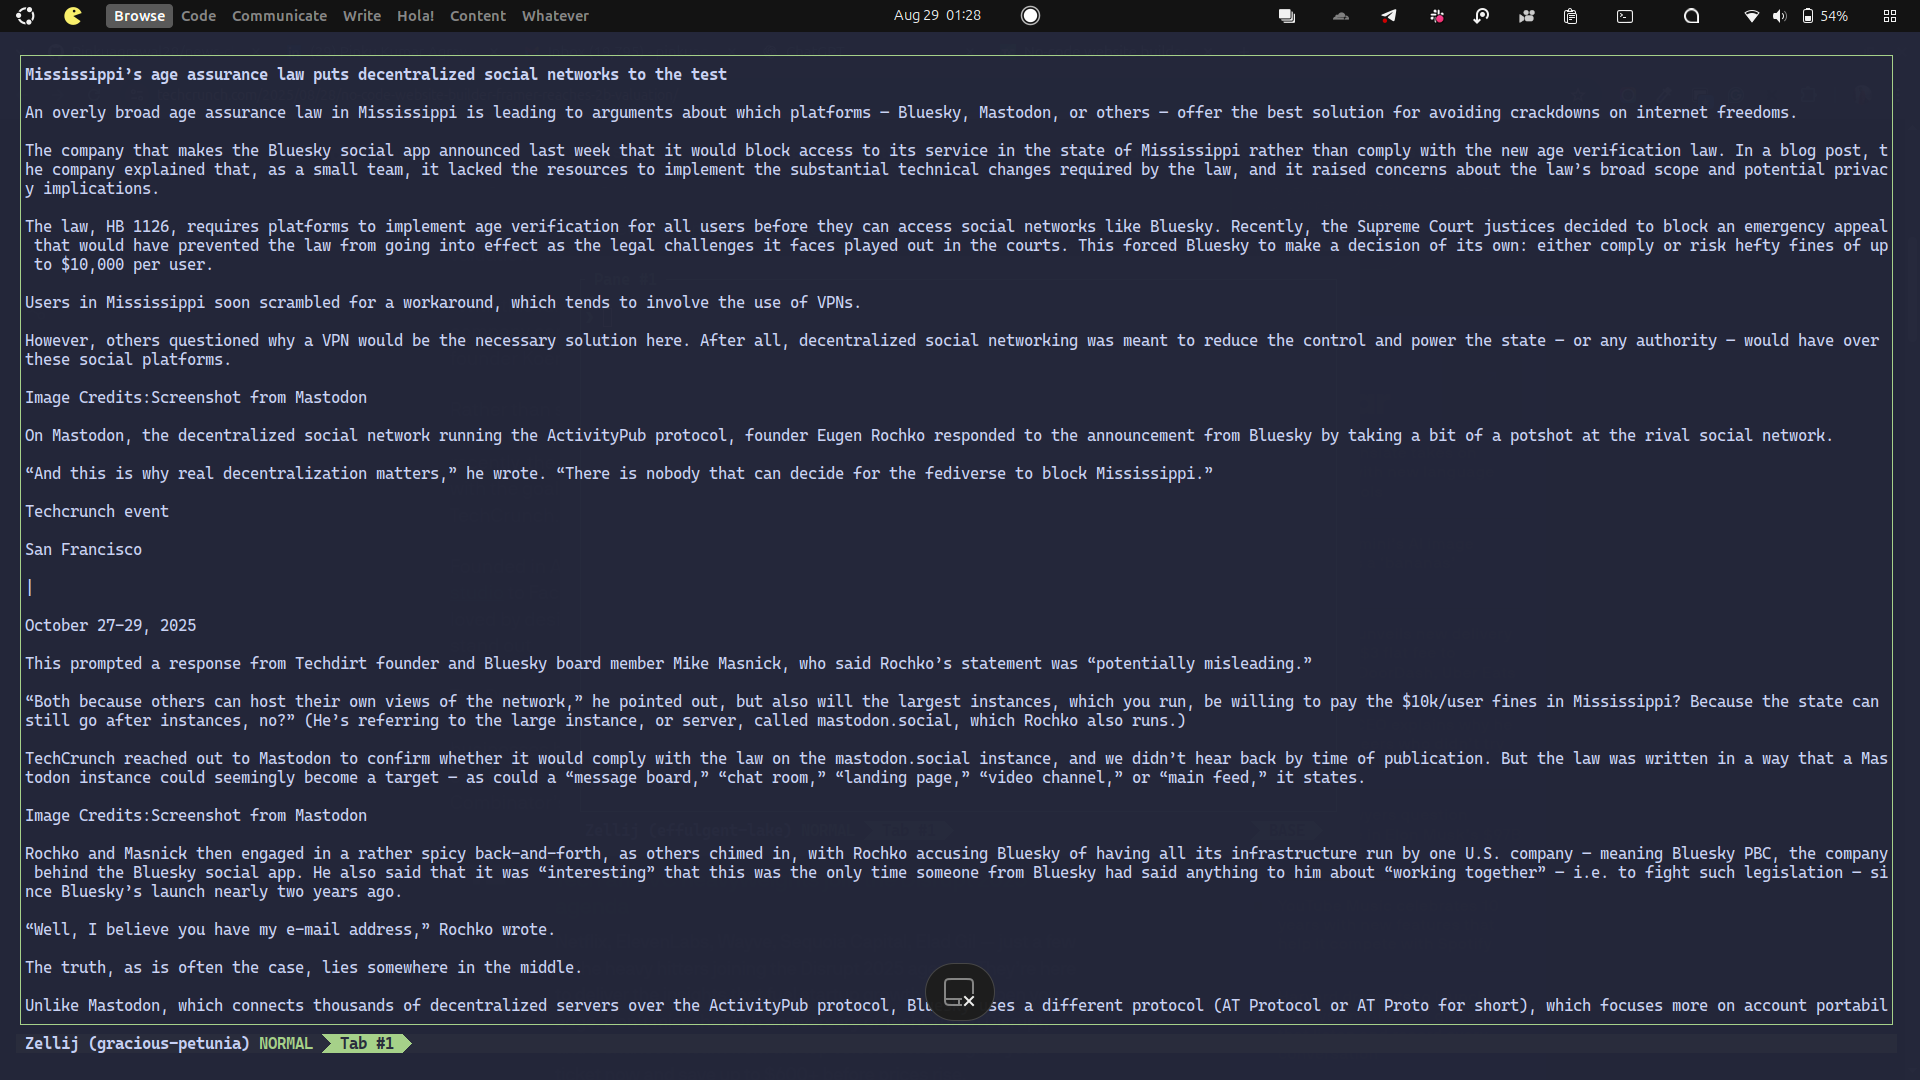 Browse Code Communicate Write Hola! Content Whatever Aug 29 01:28 54%
Mississippi’s age assurance law puts decentralized social networks to the test
An overly broad age assurance law in Mississippi is leading to arguments about which platforms — Bluesky, Mastodon, or others — offer the best solution for avoiding crackdowns on internet freedoms.
The company that makes the Bluesky social app announced last week that it would block access to its service in the state of Mississippi rather than comply with the new age verification law. In a blog post, t
he company explained that, as a small team, it lacked the resources to implement the substantial technical changes required by the law, and it raised concerns about the law’s broad scope and potential privac
y implications.
The law, HB 1126, requires platforms to implement age verification for all users before they can access social networks like Bluesky. Recently, the Supreme Court justices decided to block an emergency appeal
that would have prevented the law from going into effect as the legal challenges it faces played out in the courts. This forced Bluesky to make a decision of its own: either comply or risk hefty fines of up
to $10,000 per user.
Users in Mississippi soon scrambled for a workaround, which tends to involve the use of VPNs.
However, others questioned why a VPN would be the necessary solution here. After all, decentralized social networking was meant to reduce the control and power the state — or any authority — would have over
these social platforms.
Image Credits:Screenshot from Mastodon
On Mastodon, the decentralized social network running the ActivityPub protocol, founder Eugen Rochko responded to the announcement from Bluesky by taking a bit of a potshot at the rival social network.
“And this is why real decentralization matters,” he wrote. “There is nobody that can decide for the fediverse to block Mississippi.”
Techcrunch event
San Francisco
|
October 27-29, 2025
This prompted a response from Techdirt founder and Bluesky board member Mike Masnick, who said Rochko’s statement was “potentially misleading.”
“Both because others can host their own views of the network,” he pointed out, but also will the largest instances, which you run, be willing to pay the $10k/user fines in Mississippi? Because the state can
still go after instances, no?” (He’s referring to the large instance, or server, called mastodon.social, which Rochko also runs.)
TechCrunch reached out to Mastodon to confirm whether it would comply with the law on the mastodon.social instance, and we didn’t hear back by time of publication. But the law was written in a way that a Mas
todon instance could seemingly become a target — as could a “message board,” “chat room,” “landing page,” “video channel,” or “main feed,” it states.
Image Credits:Screenshot from Mastodon
Rochko and Masnick then engaged in a rather spicy back-and-forth, as others chimed in, with Rochko accusing Bluesky of having all its infrastructure run by one U.S. company — meaning Bluesky PBC, the company
behind the Bluesky social app. He also said that it was “interesting” that this was the only time someone from Bluesky had said anything to him about “working together” — i.e. to fight such legislation — si
nce Bluesky’s launch nearly two years ago.
“Well, I believe you have my e-mail address,” Rochko wrote.
The truth, as is often the case, lies somewhere in the middle.
Unlike Mastodon, which connects thousands of decentralized servers over the ActivityPub protocol, a different protocol (AT Protocol or AT Proto for short), which focuses more on account portabil
Zellij (gracious-petunia) NORMAL Tab #1